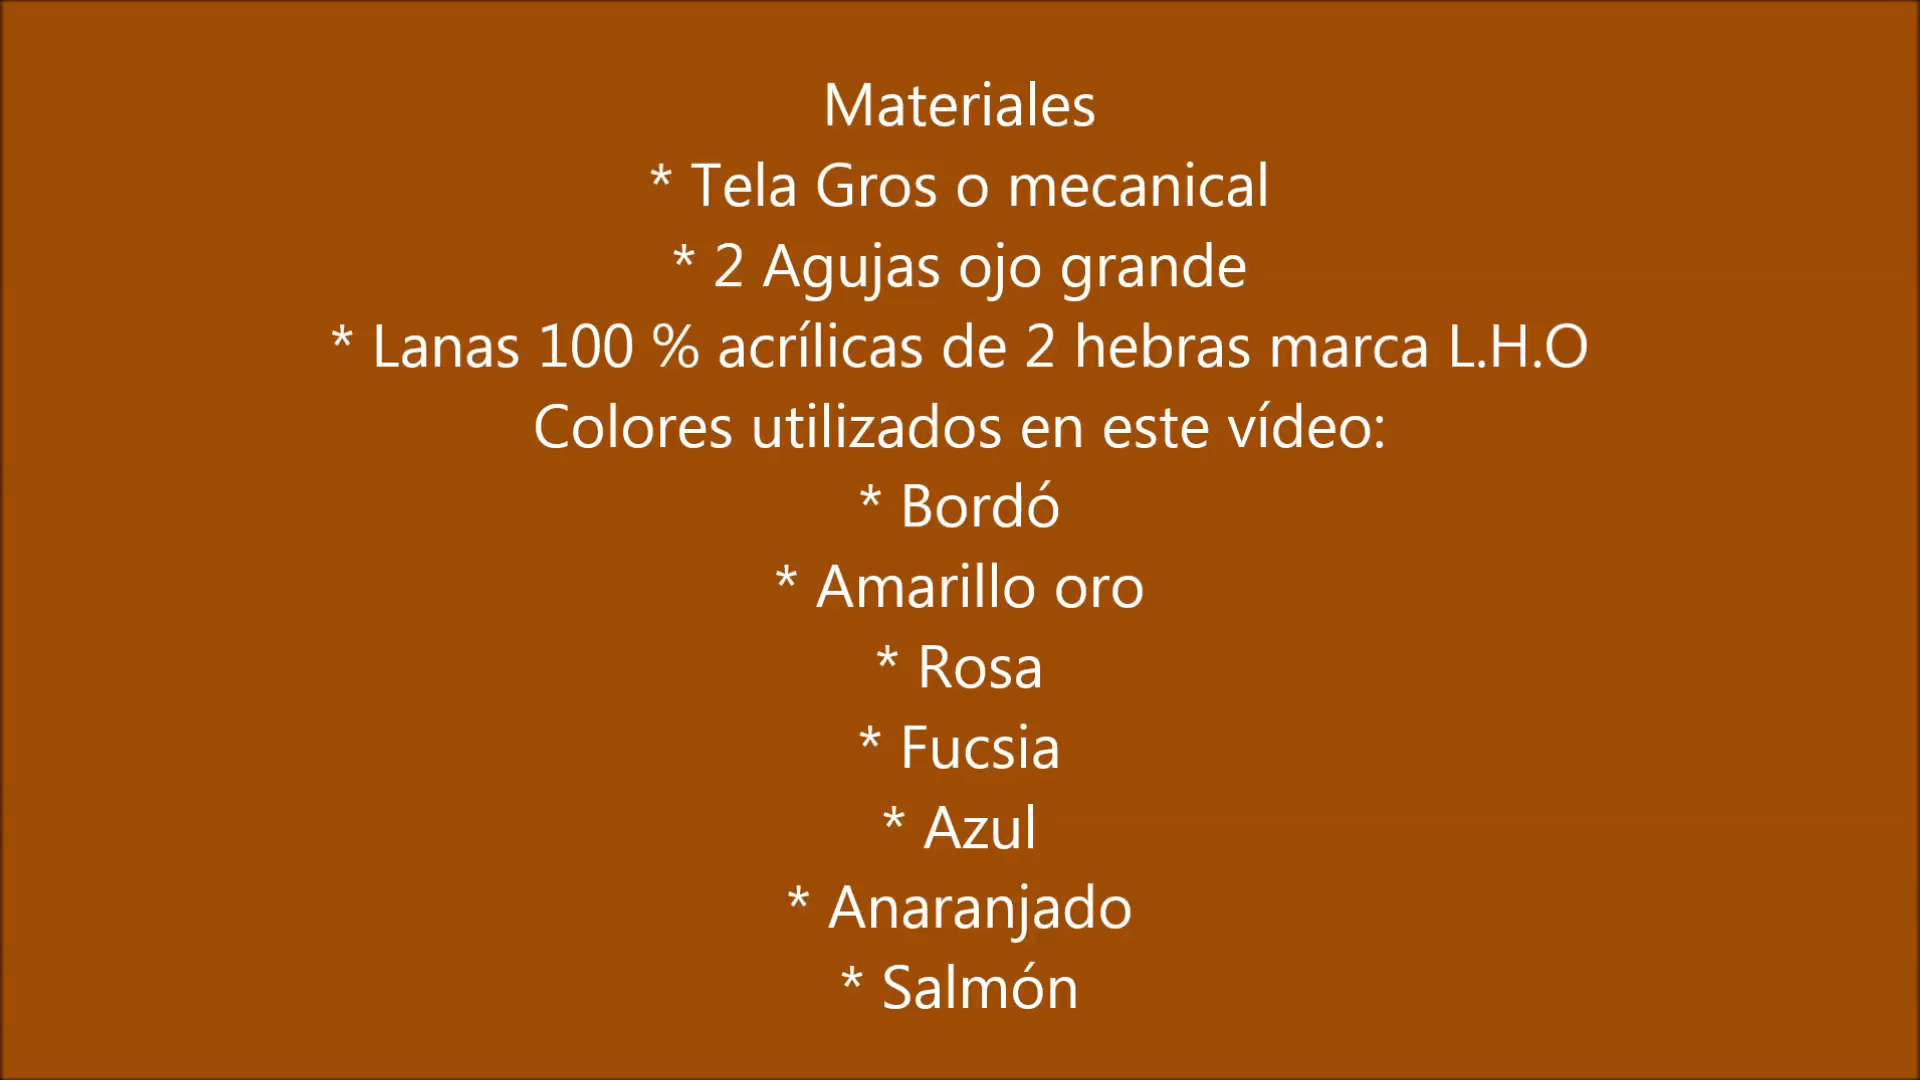 Materiales
* Tela Gros o mecanical
* 2 Agujas ojo grande
* Lanas 100 % acrílicas de 2 hebras marca L.H.O
Colores utilizados en este vídeo:
* Bordó
* Amarillo oro
* Rosa
* Fucsia
* Azul
* Anaranjado
* Salmón